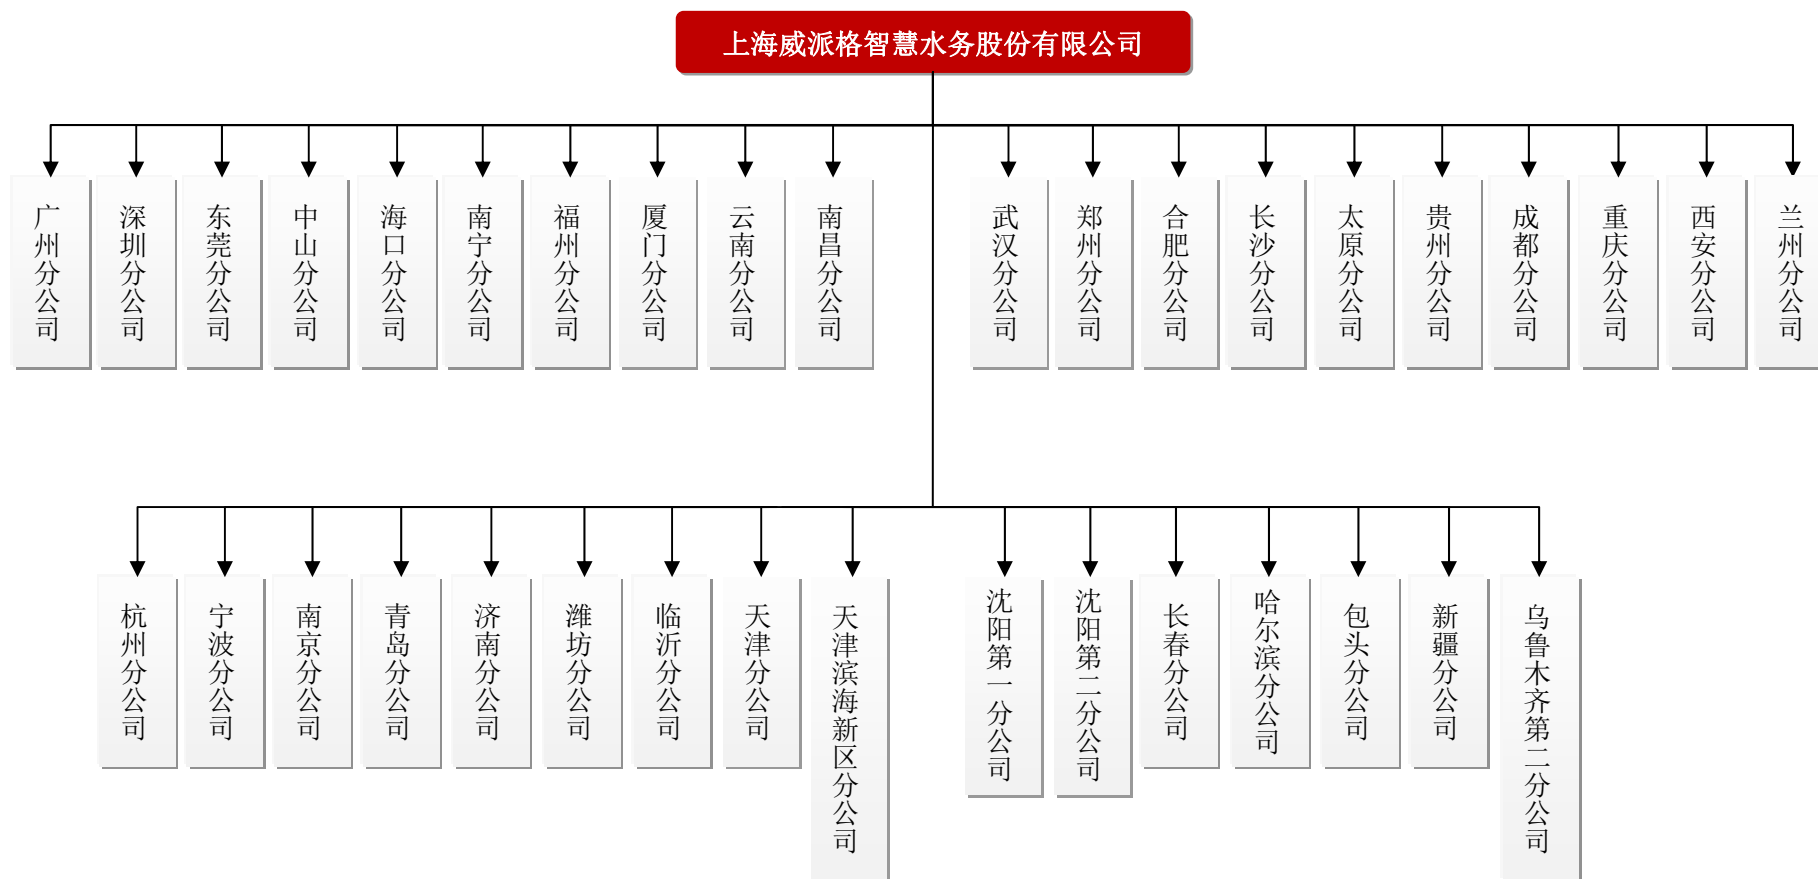 上海威派格智慧水务股份有限公司
广州分公司
深圳分公司
东莞分公司
中山分公司
海口分公司
南宁分公司
福州分公司
厦门分公司
云南分公司
南昌分公司
武汉分公司
郑州分公司
合肥分公司
长沙分公司
太原分公司
贵州分公司
成都分公司
重庆分公司
西安分公司
兰州分公司
杭州分公司
宁波分公司
南京分公司
青岛分公司
济南分公司
潍坊分公司
临沂分公司
天津分公司
天津滨海新区分公司
沈阳第一分公司
沈阳第二分公司
长春分公司
哈尔滨分公司
包头分公司
新疆分公司
乌鲁木齐第二分公司